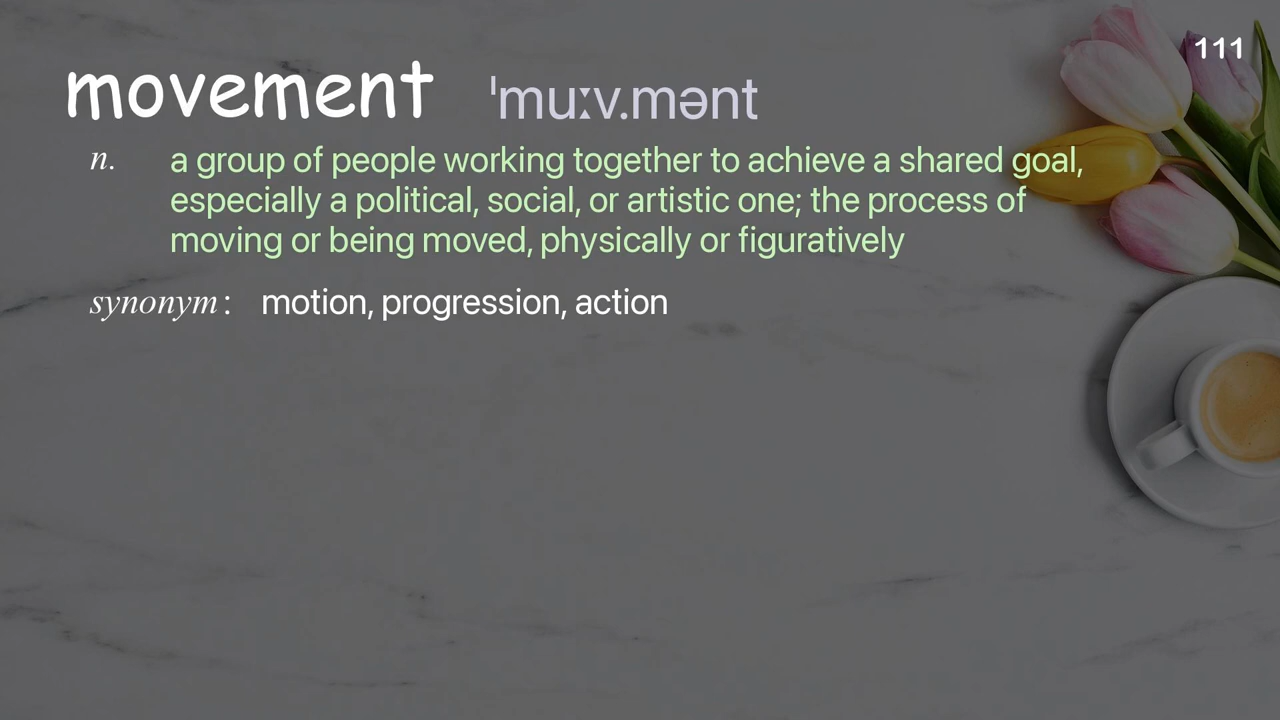 111
movement ˈmuːv.mənt
n. a group of people working together to achieve a shared goal,
especially a political, social, or artistic one; the process of
moving or being moved, physically or figuratively
synonym: motion, progression, action